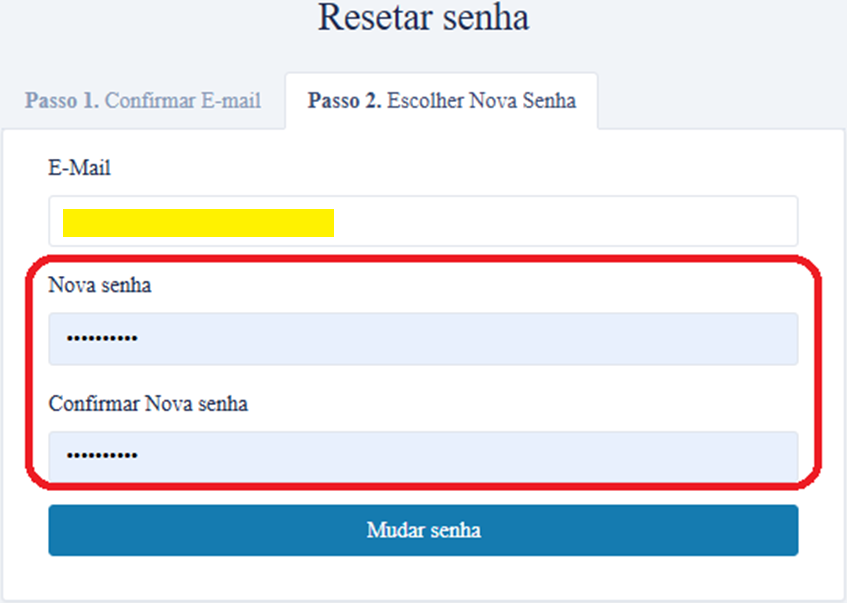 Resetar senha
Passo 1. Confirmar E-mail
Passo 2. Escolher Nova Senha
E-Mail
Nova senha
••••••••••
Confirmar Nova senha
••••••••••
Mudar senha